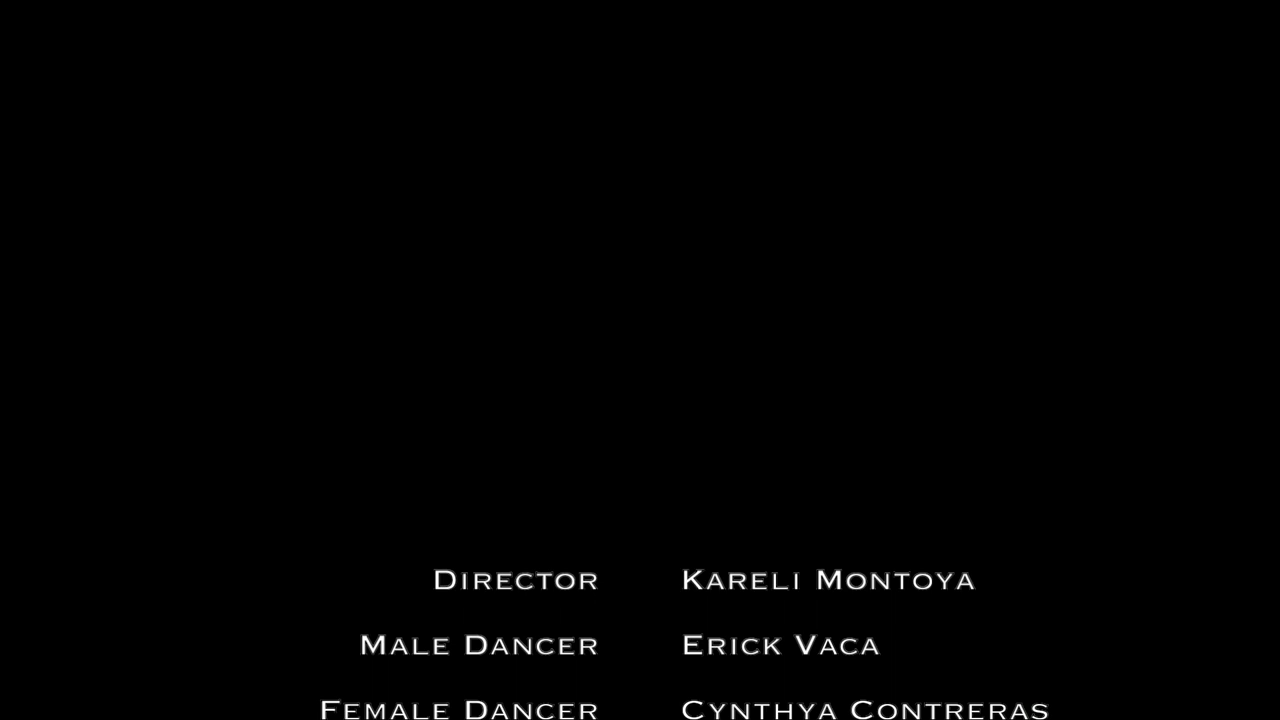 Director Kareli Montoya
Male Dancer Erick Vaca
Female Dancer Cynthya Contreras